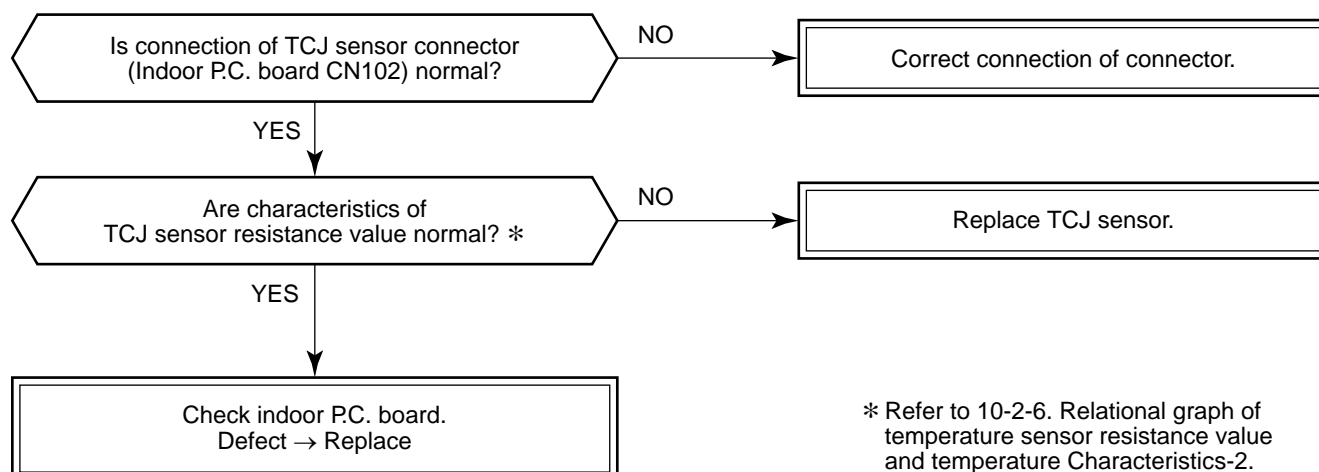 Is connection of TCJ sensor connector
(Indoor P.C. board CN102) normal?
NO
Correct connection of connector.
YES
Are characteristics of
TCJ sensor resistance value normal? *
NO
Replace TCJ sensor.
YES
Check indoor P.C. board.
Defect → Replace
* Refer to 10-2-6. Relational graph of
temperature sensor resistance value
and temperature Characteristics-2.